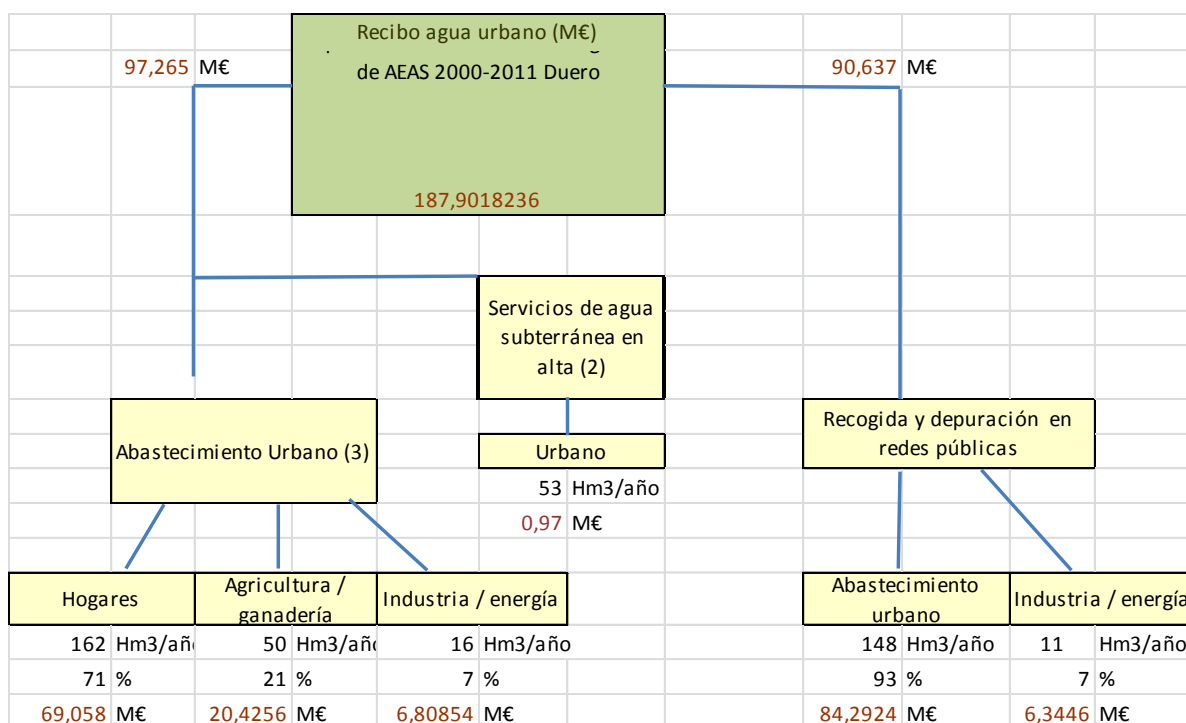 Recibo agua urbano (M€)
de AEAS 2000-2011 Duero
187,9018236
97,265 M€
90,637 M€
Servicios de agua
subterránea en
alta (2)
Urbano
53 Hm3/año
0,97 M€
Abastecimiento Urbano (3)
Recogida y depuración en
redes públicas
Hogares
Agricultura /
ganadería
Industria / energía
Abastecimiento
urbano
Industria / energía
162 Hm3/añ
50 Hm3/añ
16 Hm3/año
148 Hm3/año
11 Hm3/año
71 %
21 %
7 %
93 %
7 %
69,058 M€
20,4256 M€
6,80854 M€
84,2924 M€
6,3446 M€